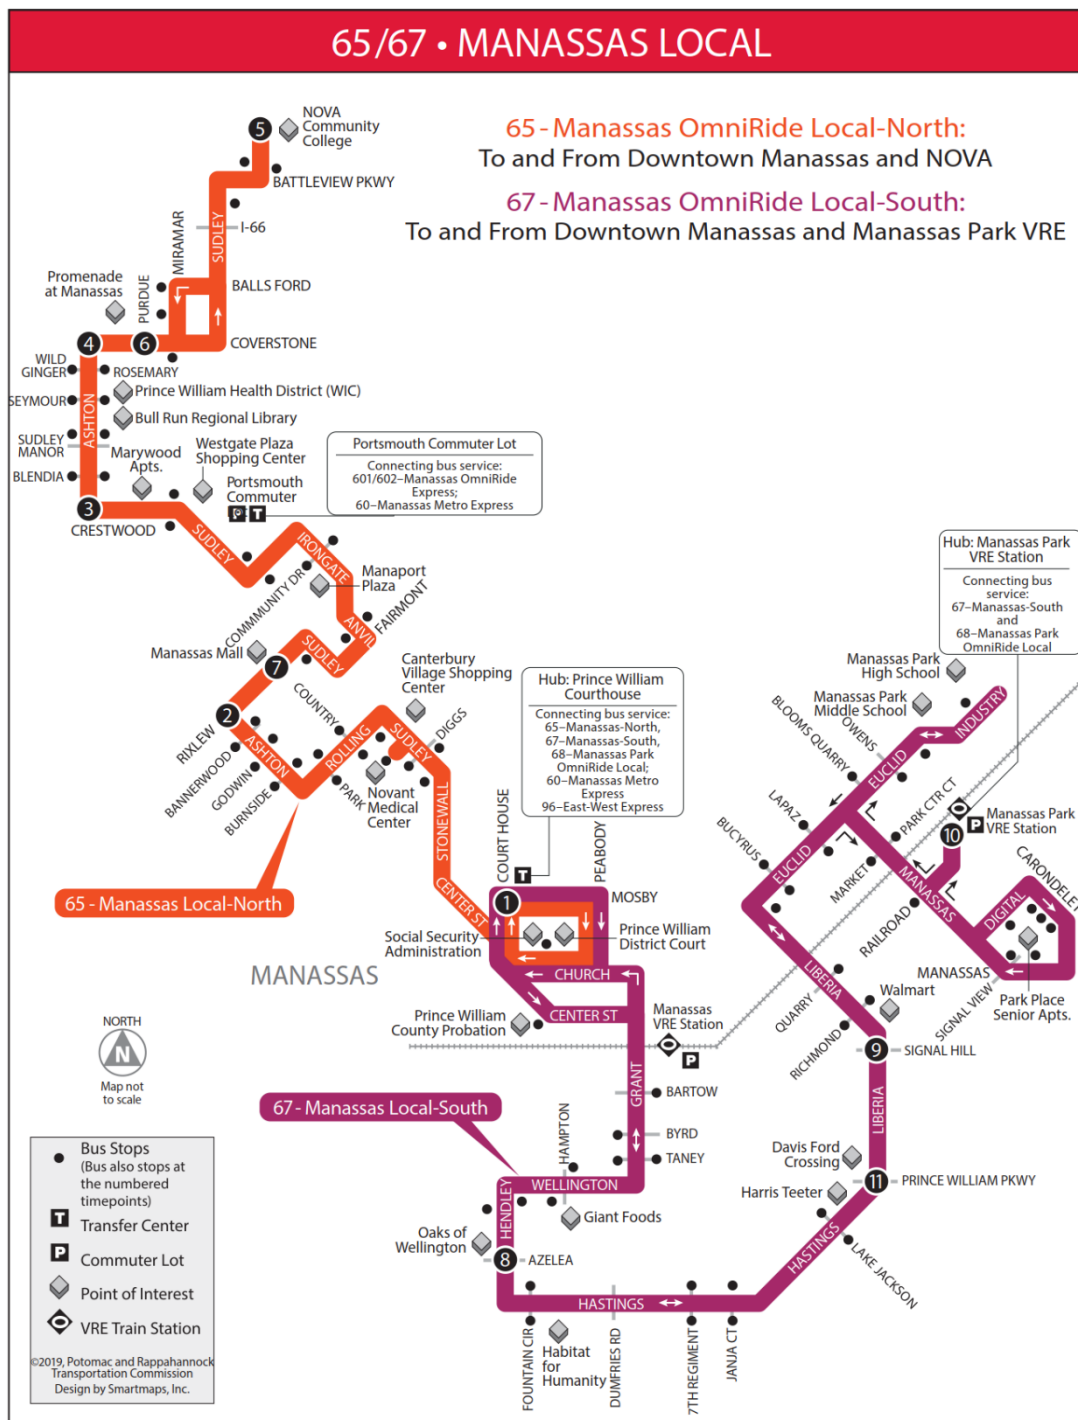 65/67 • MANASSAS LOCAL
65 - Manassas OmniRide Local-North:
To and From Downtown Manassas and NOVA
67 - Manassas OmniRide Local-South:
To and From Downtown Manassas and Manassas Park VRE
5
NOVA
Community
College
BATTLEVIEW PKWY
SUDLEY
I-66
MIRAMAR
BALLS FORD
Promenade
at Manassas
PURDUE
4
6
COVERSTONE
WILD
GINGER
ROSEMARY
ASHTON
Prince William Health District (WIC)
SEYMOUR
Bull Run Regional Library
SUDLEY
MANOR
BLENDIA
Marywood
Apts.
Westgate Plaza
Shopping Center
Portsmouth
Commuter
Lot
P T
3
CRESTWOOD
Portsmouth Commuter Lot
Connecting bus service:
601/602–Manassas OmniRide
Express;
60–Manassas Metro Express
SUDLEY
IRONGATE
COMMMUNITY DR
Manaport
Plaza
ANVIL
FAIRMONT
Manassas Mall
7
SUDLEY
2
RIXLEW
ASHTON
BANNERWOOD
GODWIN
BURNSIDE
COUNTRY
ROLLING
PARK
Canterbury
Village Shopping
Center
SUDLEY
DIGGS
Novant
Medical
Center
STONEWALL
CENTER ST
65 - Manassas Local-North
Hub: Prince William
Courthouse
Connecting bus service:
65–Manassas-North,
67–Manassas-South,
68–Manassas Park
OmniRide Local;
60–Manassas Metro
Express
96–East-West Express
COURT HOUSE
T
PEABODY
1
MOSBY
Social Security
Administration
Prince William
District Court
MANASSAS
CHURCH
CENTER ST
Prince William
County Probation
Manassas
VRE Station
P
GRANT
BARTOW
BYRD
TANEY
67 - Manassas Local-South
HAMPTON
WELLINGTON
Giant Foods
HENDLEY
Oaks of
Wellington
8
AZELEA
HASTINGS
FOUNTAIN CIR
Habitat
for
Humanity
DUMFRIES RD
7TH REGIMENT
JANJA CT
HASTINGS
LAKE JACKSON
Harris Teeter
11
PRINCE WILLIAM PKWY
Davis Ford
Crossing
LIBERIA
9
SIGNAL HILL
Walmart
RICHMOND
QUARRY
LIBERIA
EUCLID
BUCYRUS
LAPAZ
BLOOMS QUARRY
OWENS
EUCLID
INDUSTRY
Manassas Park
High School
Manassas Park
Middle School
Hub: Manassas Park
VRE Station
Connecting bus
service:
67–Manassas-South
and
68–Manassas Park
OmniRide Local
PARK CTR CT
MARKET
10
P
Manassas Park
VRE Station
MANASSAS
RAILROAD
CARONDELET
DIGITAL
MANASSAS
SIGNAL VIEW
Park Place
Senior Apts.
NORTH
N
Map not
to scale
Bus Stops
(Bus also stops at
the numbered
timepoints)
T Transfer Center
P Commuter Lot
Point of Interest
VRE Train Station
©2019, Potomac and Rappahannock
Transportation Commission
Design by Smartmaps, Inc.